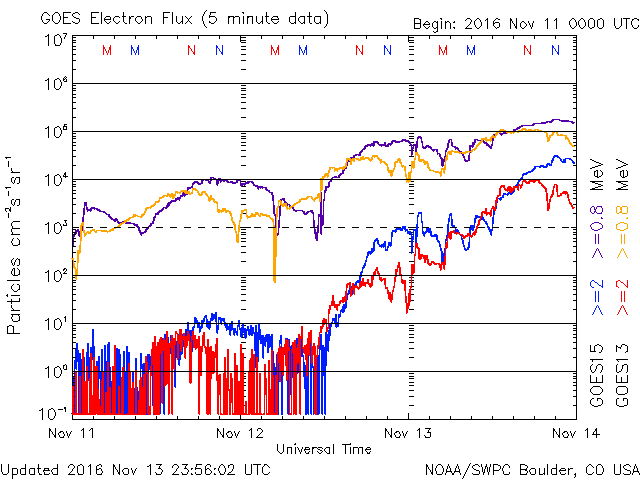 GOES Electron Flux (5 minute data)
Begin: 2016 Nov 11 0000 UTC
M M N N M M N N M M N N
10⁷
10⁶
10⁵
10⁴
10³
10²
10¹
10⁰
10⁻¹
Particles cm⁻²s⁻¹sr⁻¹
Nov 11 Nov 12 Nov 13 Nov 14
Universal Time
GOES15 >=2 >=0.8 MeV
GOES13 >=2 >=0.8 MeV
Updated 2016 Nov 13 23:56:02 UTC
NOAA/SWPC Boulder, CO USA